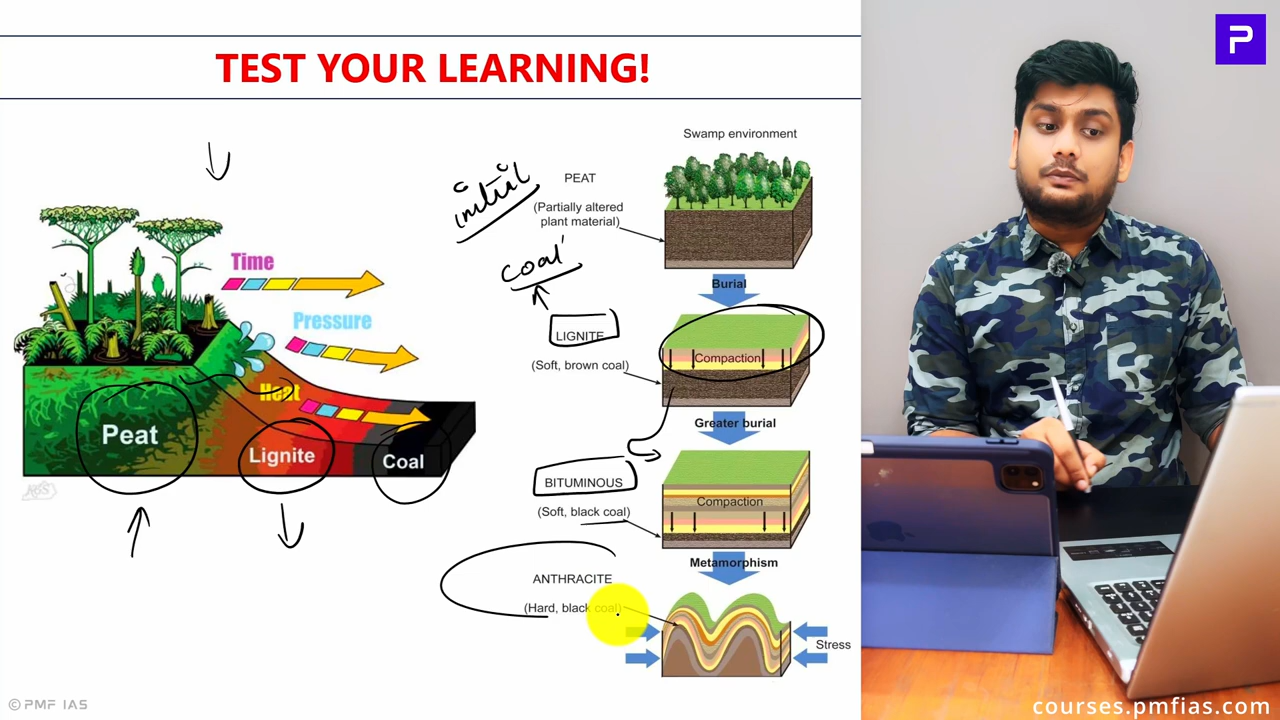 TEST YOUR LEARNING!
Time
Pressure
Heat
Peat
Lignite
Coal
initial
coal
Swamp environment
PEAT
(Partially altered
plant material)
Burial
LIGNITE
(Soft, brown coal)
Compaction
Greater burial
BITUMINOUS
(Soft, black coal)
Compaction
Metamorphism
ANTHRACITE
(Hard, black coal)
Stress
© PMF IAS
P
courses.pmfias.com